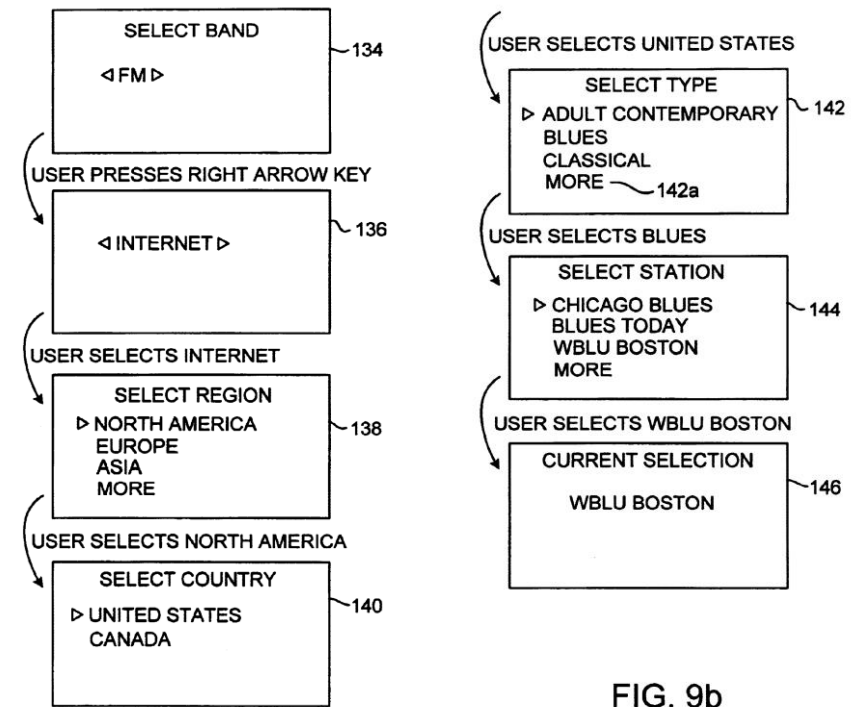 SELECT BAND
◁ FM ▷
134
USER PRESSES RIGHT ARROW KEY
◁ INTERNET ▷
136
USER SELECTS INTERNET
SELECT REGION
▷ NORTH AMERICA
EUROPE
ASIA
MORE
138
USER SELECTS NORTH AMERICA
SELECT COUNTRY
▷ UNITED STATES
CANADA
140
USER SELECTS UNITED STATES
SELECT TYPE
▷ ADULT CONTEMPORARY
BLUES
CLASSICAL
MORE 142a
142
USER SELECTS BLUES
SELECT STATION
▷ CHICAGO BLUES
BLUES TODAY
WBLU BOSTON
MORE
144
USER SELECTS WBLU BOSTON
CURRENT SELECTION
WBLU BOSTON
146
FIG. 9b